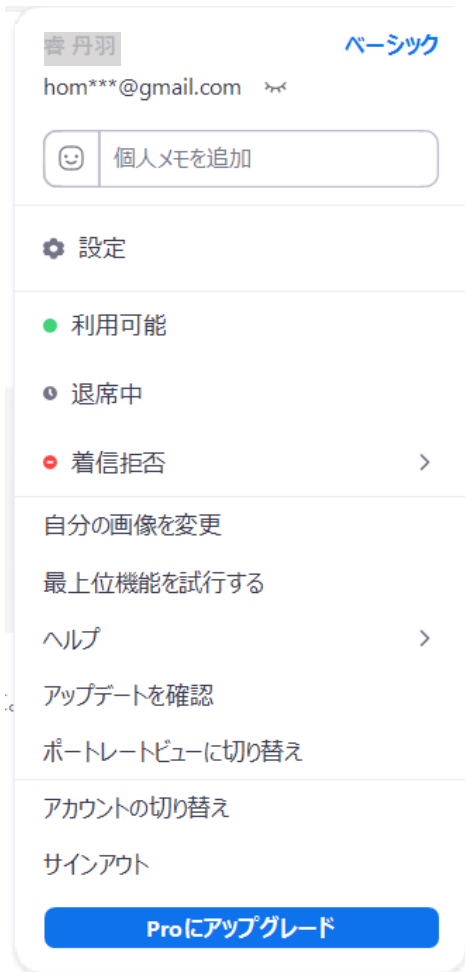 睿 丹羽
ベーシック
hom***@gmail.com
個人メモを追加
設定
利用可能
退席中
着信拒否
自分の画像を変更
最上位機能を試行する
ヘルプ
アップデートを確認
ポートレートビューに切り替え
アカウントの切り替え
サインアウト
Proにアップグレード